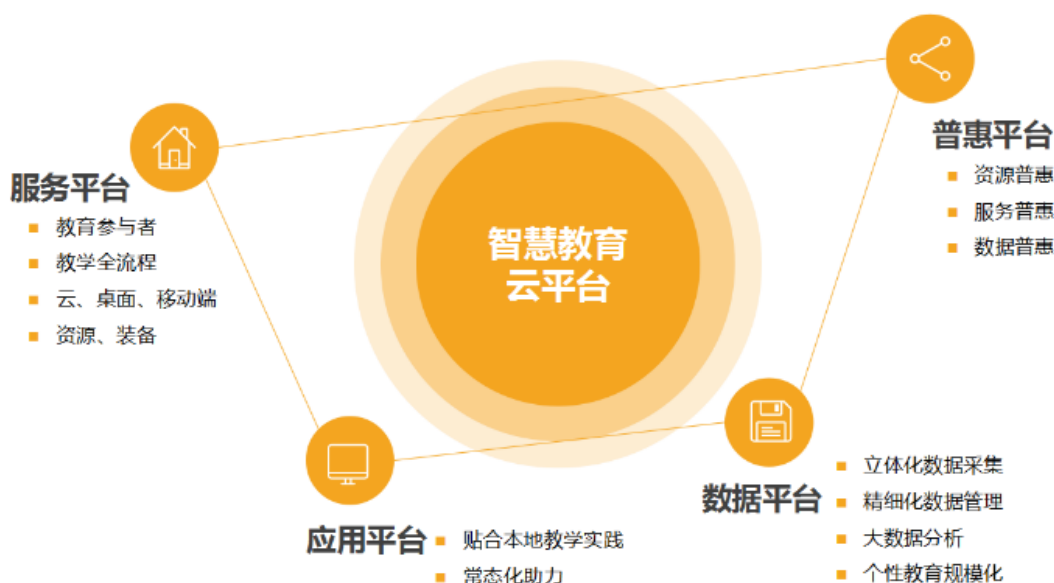 智慧教育
云平台
服务平台
教育参与者
教学全流程
云、桌面、移动端
资源、装备
普惠平台
资源普惠
服务普惠
数据普惠
应用平台
贴合本地教学实践
常态化助力
数据平台
立体化数据采集
精细化数据管理
大数据分析
个性教育规模化